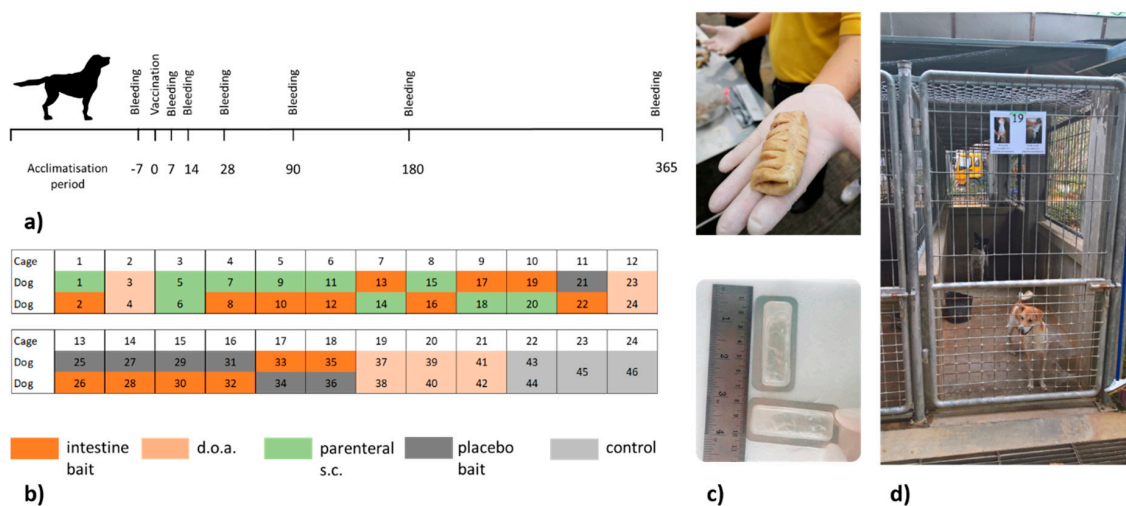 Bleeding
Vaccination
Bleeding
Bleeding
Bleeding
Bleeding
Bleeding
Bleeding
Acclimatisation
period
-7 0 7 14 28 90 180 365
a)
Cage 1 2 3 4 5 6 7 8 9 10 11 12
Dog 1 3 5 7 9 11 13 15 17 19 21 23
Dog 2 4 6 8 10 12 14 16 18 20 22 24
Cage 13 14 15 16 17 18 19 20 21 22 23 24
Dog 25 27 29 31 33 35 37 39 41 43 45 46
Dog 26 28 30 32 34 36 38 40 42 44
intestine
bait
d.o.a.
parenteral
s.c.
placebo
bait
control
b)
1
2
3
4
c)
19
d)